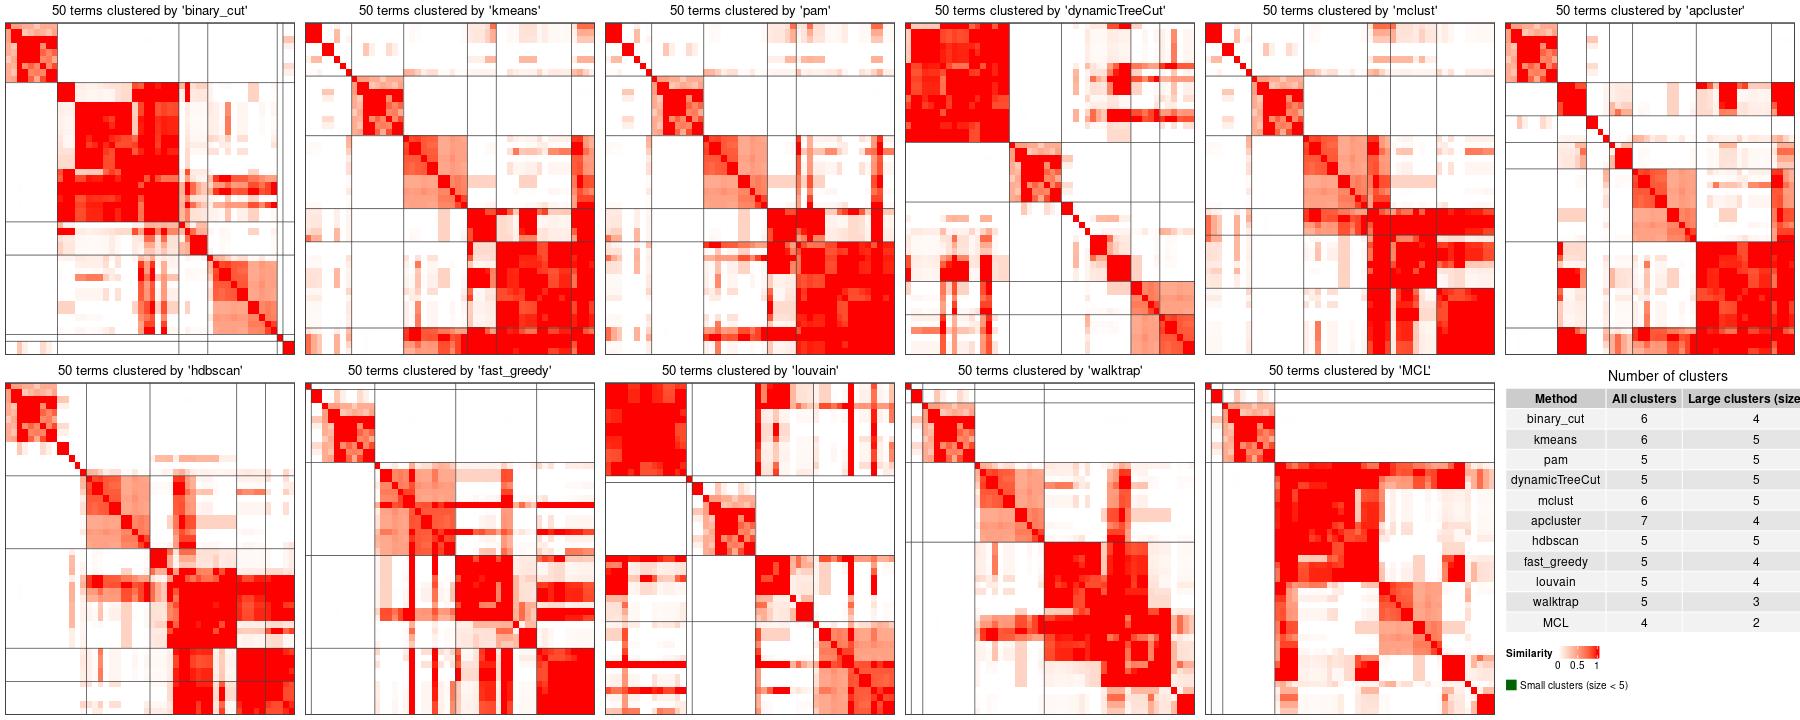 50 terms clustered by 'binary_cut'
50 terms clustered by 'kmeans'
50 terms clustered by 'pam'
50 terms clustered by 'dynamicTreeCut'
50 terms clustered by 'mclust'
50 terms clustered by 'apcluster'
50 terms clustered by 'hdbscan'
50 terms clustered by 'fast_greedy'
50 terms clustered by 'louvain'
50 terms clustered by 'walktrap'
50 terms clustered by 'MCL'
Number of clusters
Method All clusters Large clusters (size
binary_cut 6 4
kmeans 6 5
pam 5 5
dynamicTreeCut 5 5
mclust 6 5
apcluster 7 4
hdbscan 5 5
fast_greedy 5 4
louvain 5 4
walktrap 5 3
MCL 4 2
Similarity
0 0.5 1
Small clusters (size < 5)